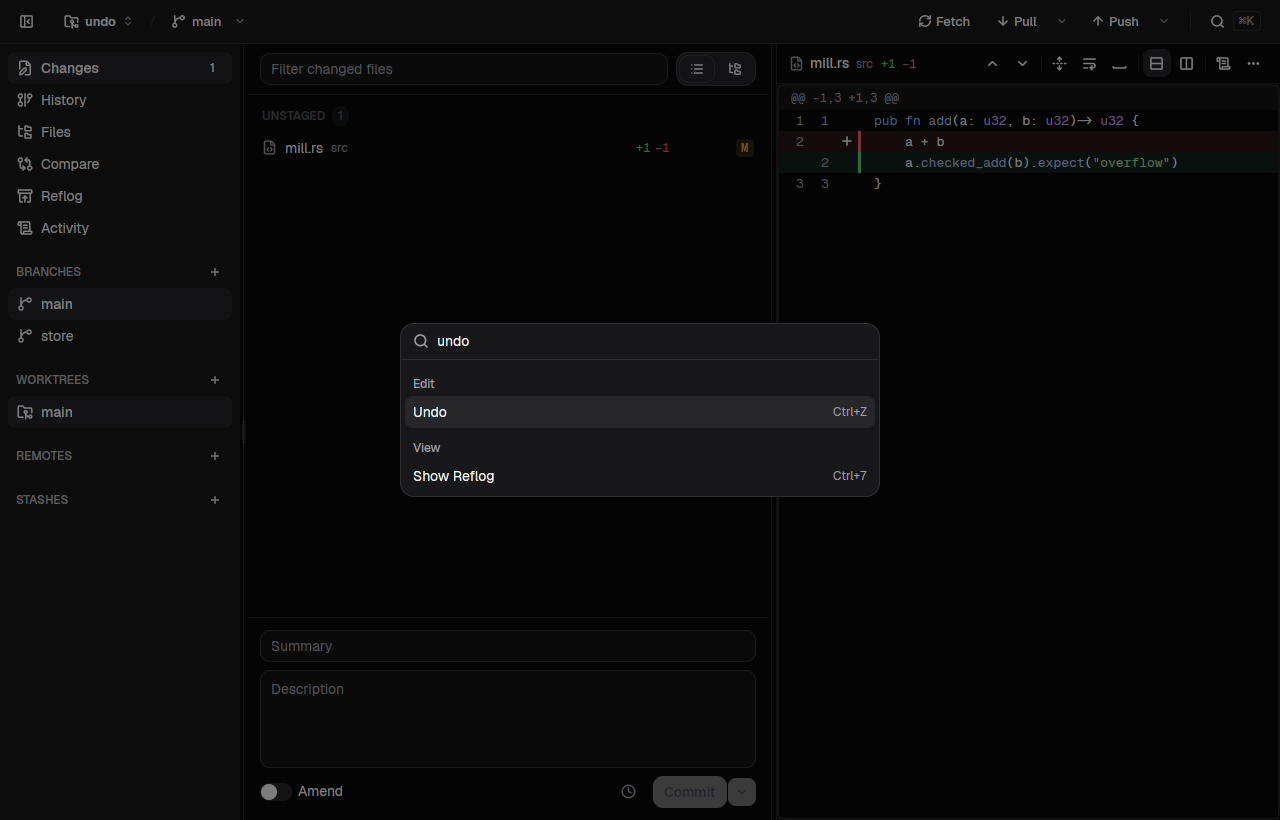 undo / main Fetch Pull Push ⌘K
Changes 1
History
Files
Compare
Reflog
Activity
BRANCHES +
main
store
WORKTREES +
main
REMOTES +
STASHES +
Filter changed files
UNSTAGED 1
mill.rs src +1 −1 M
Summary
Description
Amend Commit
mill.rs src +1 −1
@@ -1,3 +1,3 @@
1 1 pub fn add(a: u32, b: u32)-> u32 {
2 + a + b
2 a.checked_add(b).expect("overflow")
3 3 }
undo
Edit
Undo Ctrl+Z
View
Show Reflog Ctrl+7